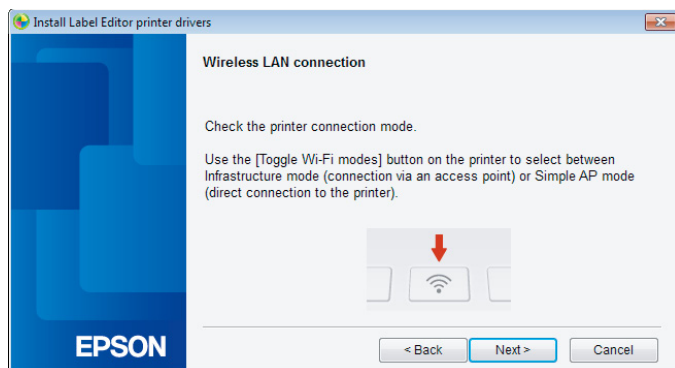 Install Label Editor printer drivers
Wireless LAN connection
Check the printer connection mode.
Use the [Toggle Wi-Fi modes] button on the printer to select between
Infrastructure mode (connection via an access point) or Simple AP mode
(direct connection to the printer).
EPSON
< Back
Next >
Cancel